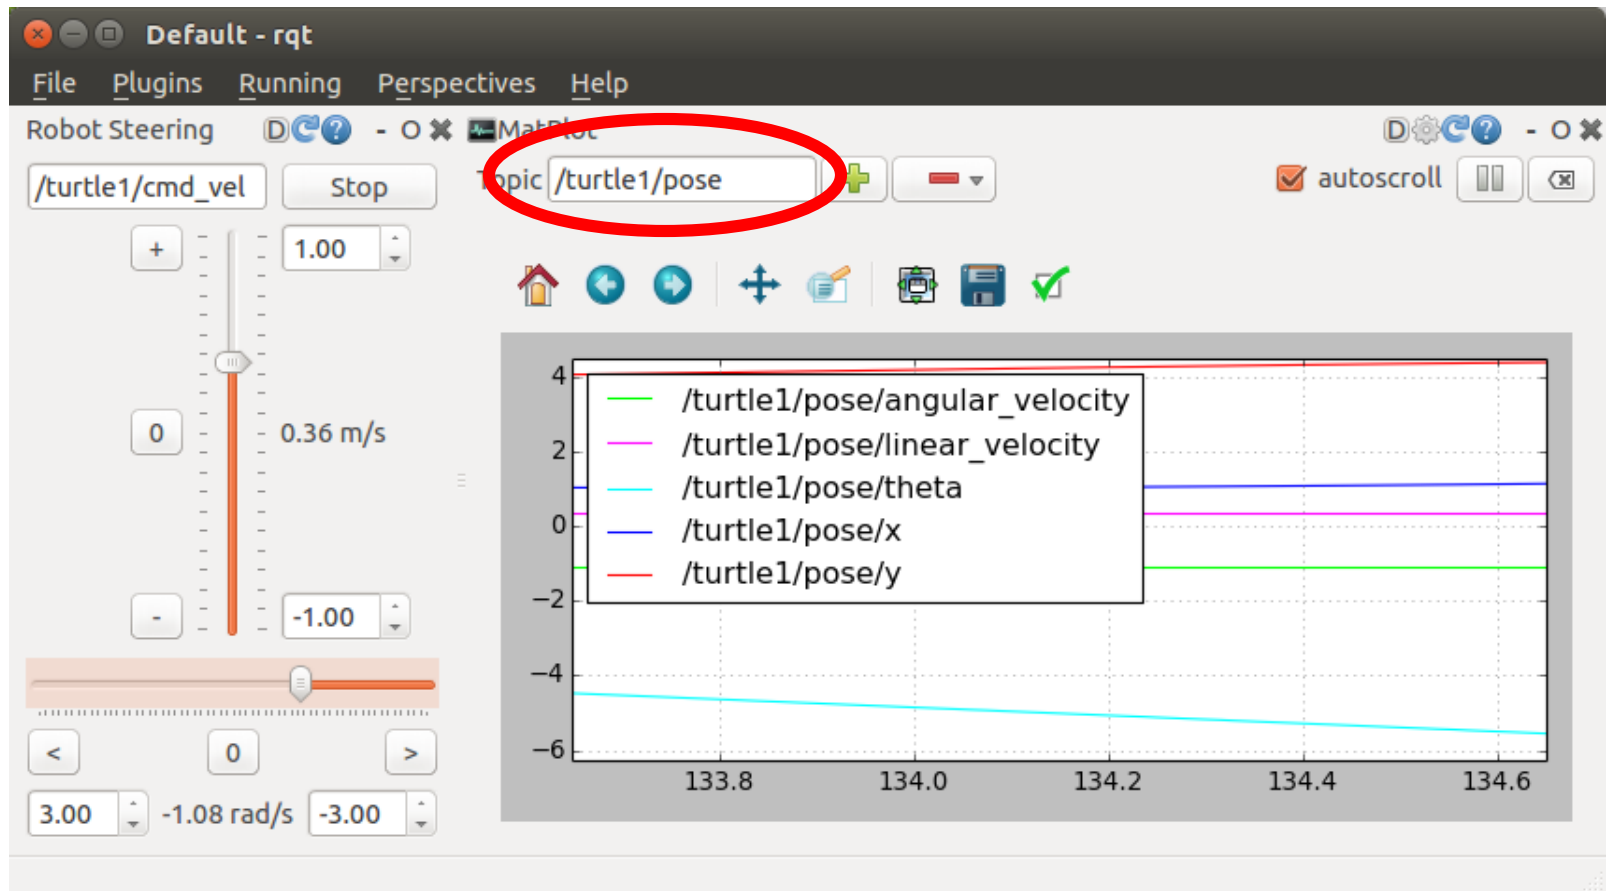 Default - rqt
File Plugins Running Perspectives Help
Robot Steering D ? - O ✖ MatPlot D ? - O ✖
/turtle1/cmd_vel Stop Topic /turtle1/pose autoscroll
+ 1.00
0 0.36 m/s
- -1.00
< 0 >
3.00 -1.08 rad/s -3.00
4
2
0
−2
−4
−6
/turtle1/pose/angular_velocity
/turtle1/pose/linear_velocity
/turtle1/pose/theta
/turtle1/pose/x
/turtle1/pose/y
133.8 134.0 134.2 134.4 134.6